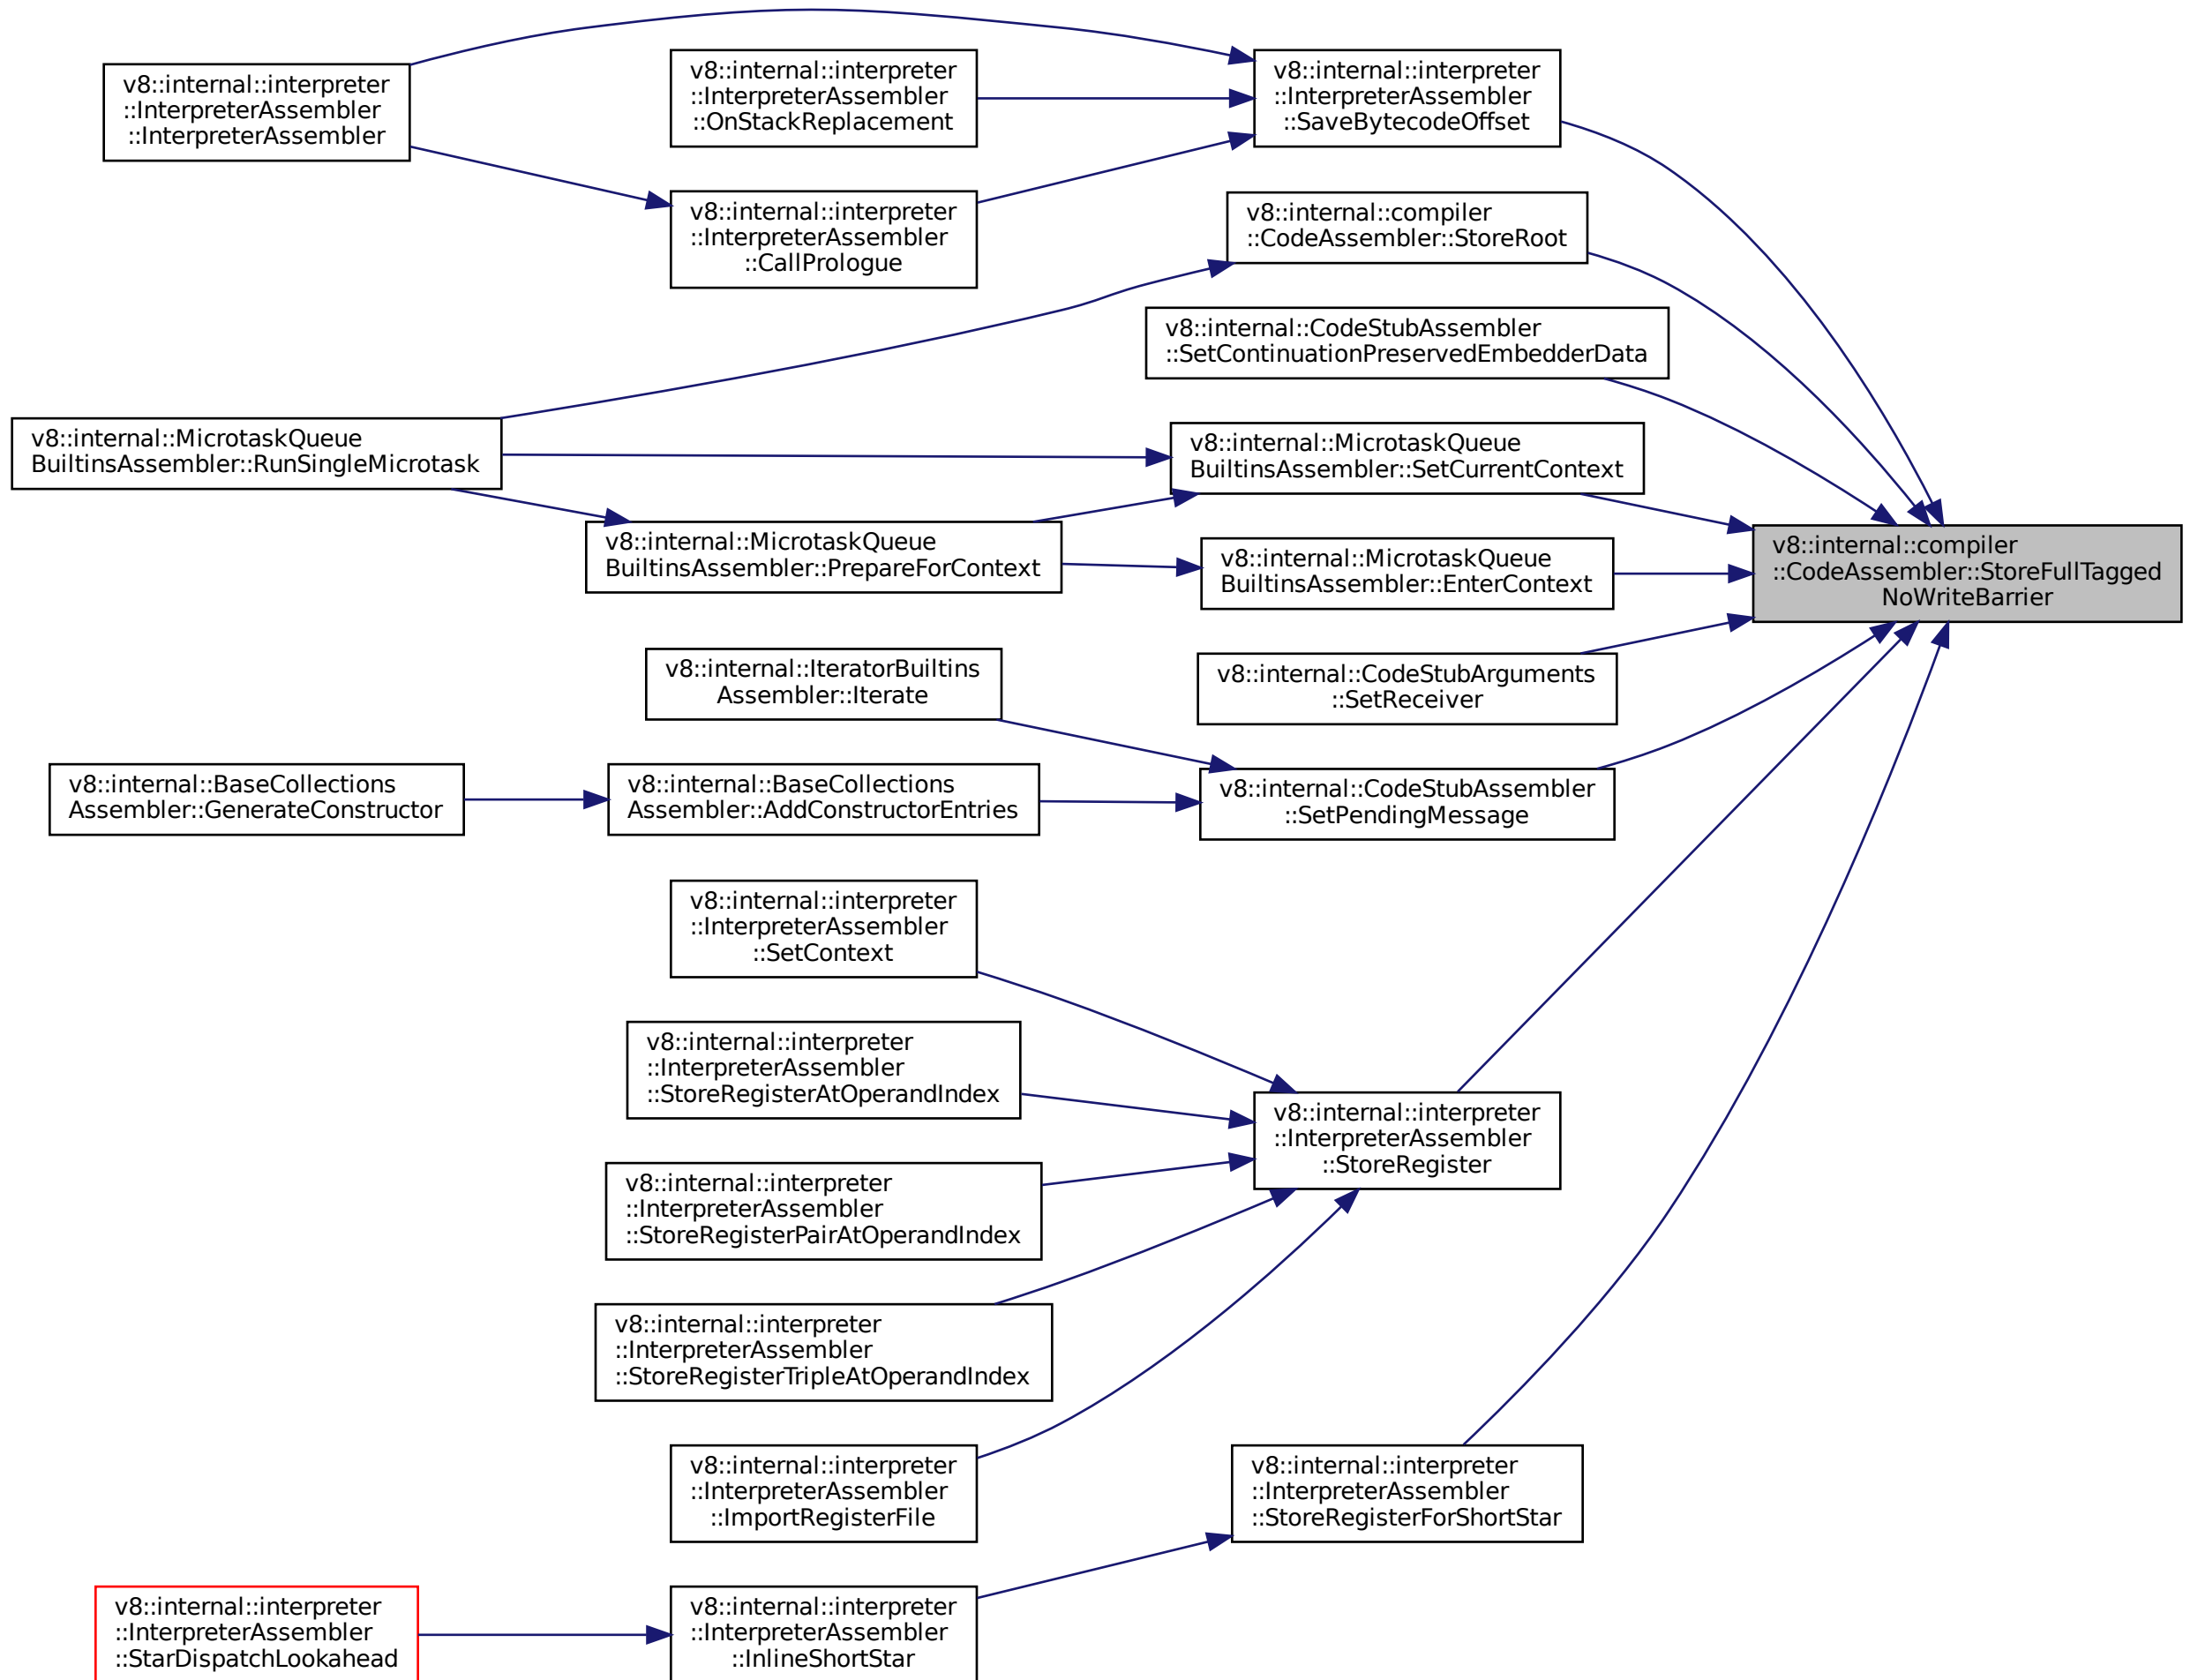 v8::internal::interpreter
::InterpreterAssembler
::InterpreterAssembler
v8::internal::interpreter
::InterpreterAssembler
::OnStackReplacement
v8::internal::interpreter
::InterpreterAssembler
::SaveBytecodeOffset
v8::internal::interpreter
::InterpreterAssembler
::CallPrologue
v8::internal::compiler
::CodeAssembler::StoreRoot
v8::internal::CodeStubAssembler
::SetContinuationPreservedEmbedderData
v8::internal::MicrotaskQueue
BuiltinsAssembler::RunSingleMicrotask
v8::internal::MicrotaskQueue
BuiltinsAssembler::SetCurrentContext
v8::internal::MicrotaskQueue
BuiltinsAssembler::PrepareForContext
v8::internal::MicrotaskQueue
BuiltinsAssembler::EnterContext
v8::internal::compiler
::CodeAssembler::StoreFullTagged
NoWriteBarrier
v8::internal::IteratorBuiltins
Assembler::Iterate
v8::internal::CodeStubArguments
::SetReceiver
v8::internal::BaseCollections
Assembler::GenerateConstructor
v8::internal::BaseCollections
Assembler::AddConstructorEntries
v8::internal::CodeStubAssembler
::SetPendingMessage
v8::internal::interpreter
::InterpreterAssembler
::SetContext
v8::internal::interpreter
::InterpreterAssembler
::StoreRegisterAtOperandIndex
v8::internal::interpreter
::InterpreterAssembler
::StoreRegister
v8::internal::interpreter
::InterpreterAssembler
::StoreRegisterPairAtOperandIndex
v8::internal::interpreter
::InterpreterAssembler
::StoreRegisterTripleAtOperandIndex
v8::internal::interpreter
::InterpreterAssembler
::ImportRegisterFile
v8::internal::interpreter
::InterpreterAssembler
::StoreRegisterForShortStar
v8::internal::interpreter
::InterpreterAssembler
::StarDispatchLookahead
v8::internal::interpreter
::InterpreterAssembler
::InlineShortStar